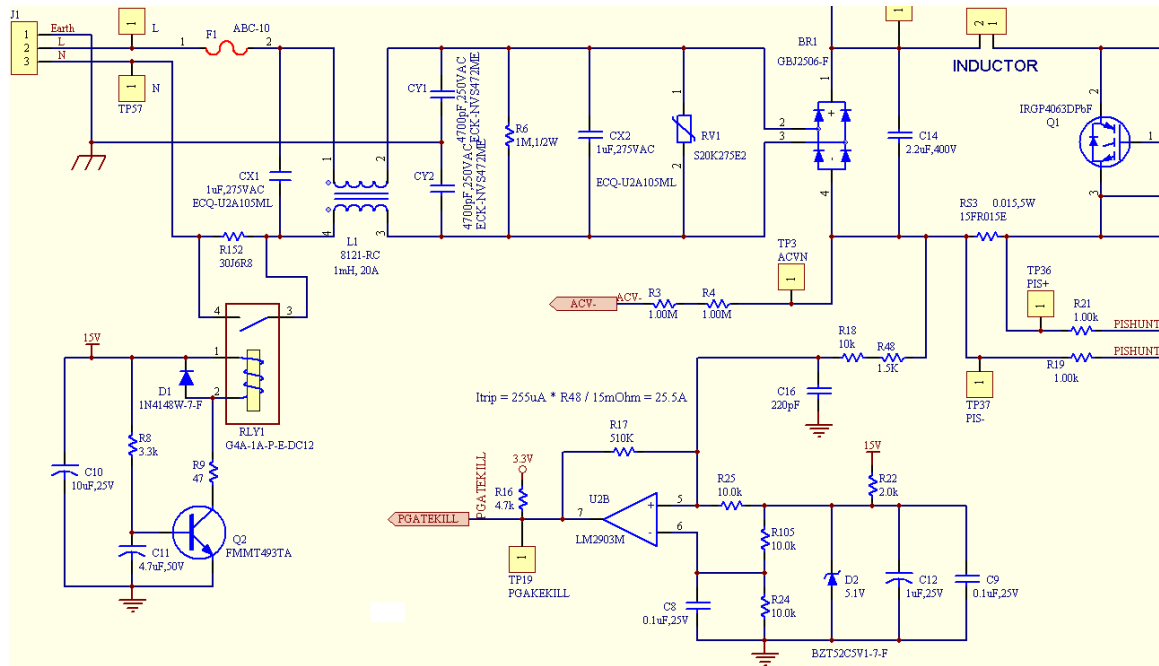 J1
1
2
3
Earth
L
N
1
L
1
N
TP57
F1
ABC-10
1
2
CX1
1uF,275VAC
ECQ-U2A105ML
R152
30J6R8
1
2
4
3
L1
8121-RC
1mH, 20A
CY1
4700pF,250VAC
ECK-NVS472ME
CY2
4700pF,250VAC
ECK-NVS472ME
R6
1M,1/2W
CX2
1uF,275VAC
ECQ-U2A105ML
1
RV1
2
S20K275E2
BR1
GBJ2506-F
1
2
3
+
-
4
1
C14
2.2uF,400V
2
1
INDUCTOR
2
IRGP4063DPbF
Q1
1
3
RS3
0.015,5W
15FR015E
TP3
ACVN
1
ACV-
ACV-
R3
1.00M
R4
1.00M
TP36
PIS+
1
R21
1.00k
PISHUNT
PISHUNT
R19
1.00k
1
TP37
PIS-
R18
10k
R48
1.5K
C16
220pF
4
3
1
2
RLY1
G4A-1A-P-E-DC12
15V
D1
1N4148W-7-F
R8
3.3k
R9
47
C10
10uF,25V
Q2
FMMT493TA
C11
4.7uF,50V
Itrip = 255uA * R48 / 15mOhm = 25.5A
R17
510K
3.3V
R16
4.7k
PGATEKILL
PGATEKILL
1
TP19
PGAKEKILL
U2B
7
5
6
+
-
LM2903M
R25
10.0k
15V
R22
2.0k
R105
10.0k
R24
10.0k
C8
0.1uF,25V
D2
5.1V
BZT52C5V1-7-F
C12
1uF,25V
C9
0.1uF,25V